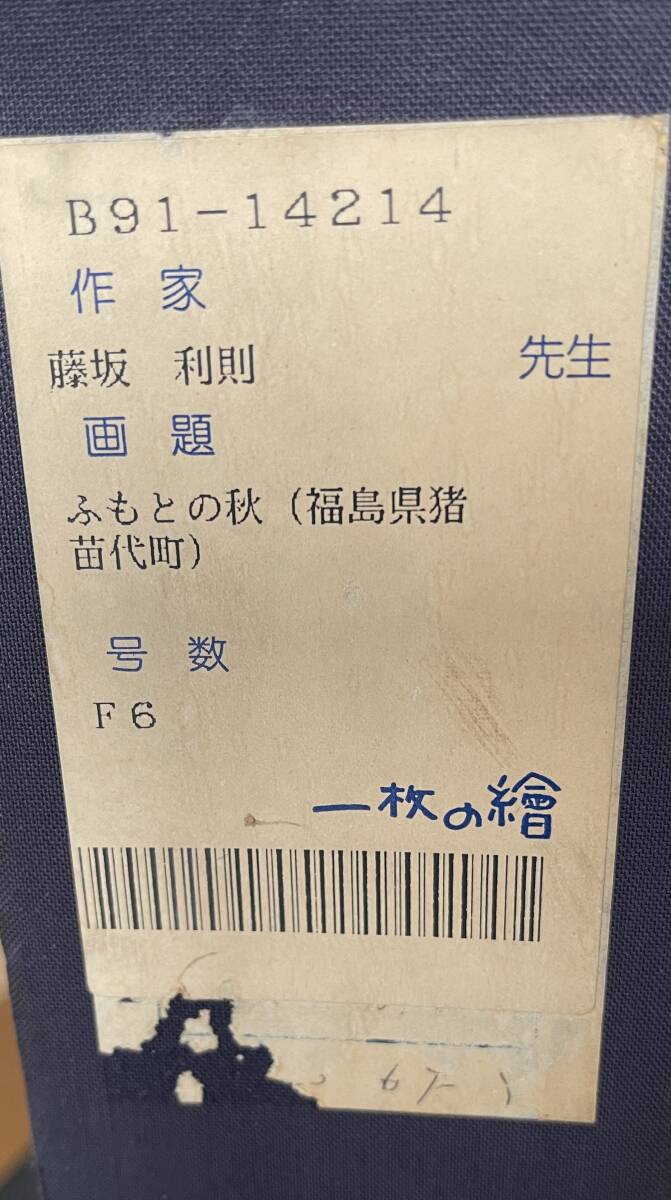 B91-14214
作家
藤坂 利則 先生
画題
ふもとの秋(福島県猪
苗代町)
号数
F6
一枚の繪